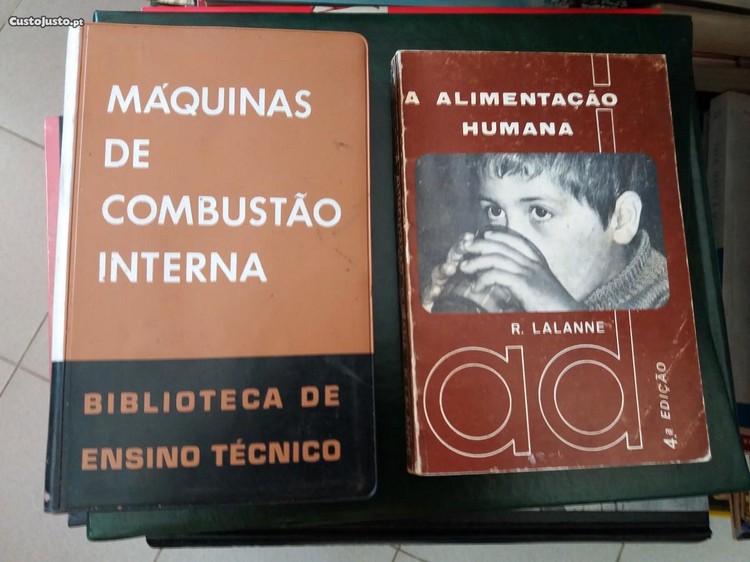 CustoJusto.pt
MÁQUINAS
DE
COMBUSTÃO
INTERNA
BIBLIOTECA DE
ENSINO TÉCNICO
A ALIMENTAÇÃO
HUMANA
R. LALANNE
ad
4.ª EDIÇÃO